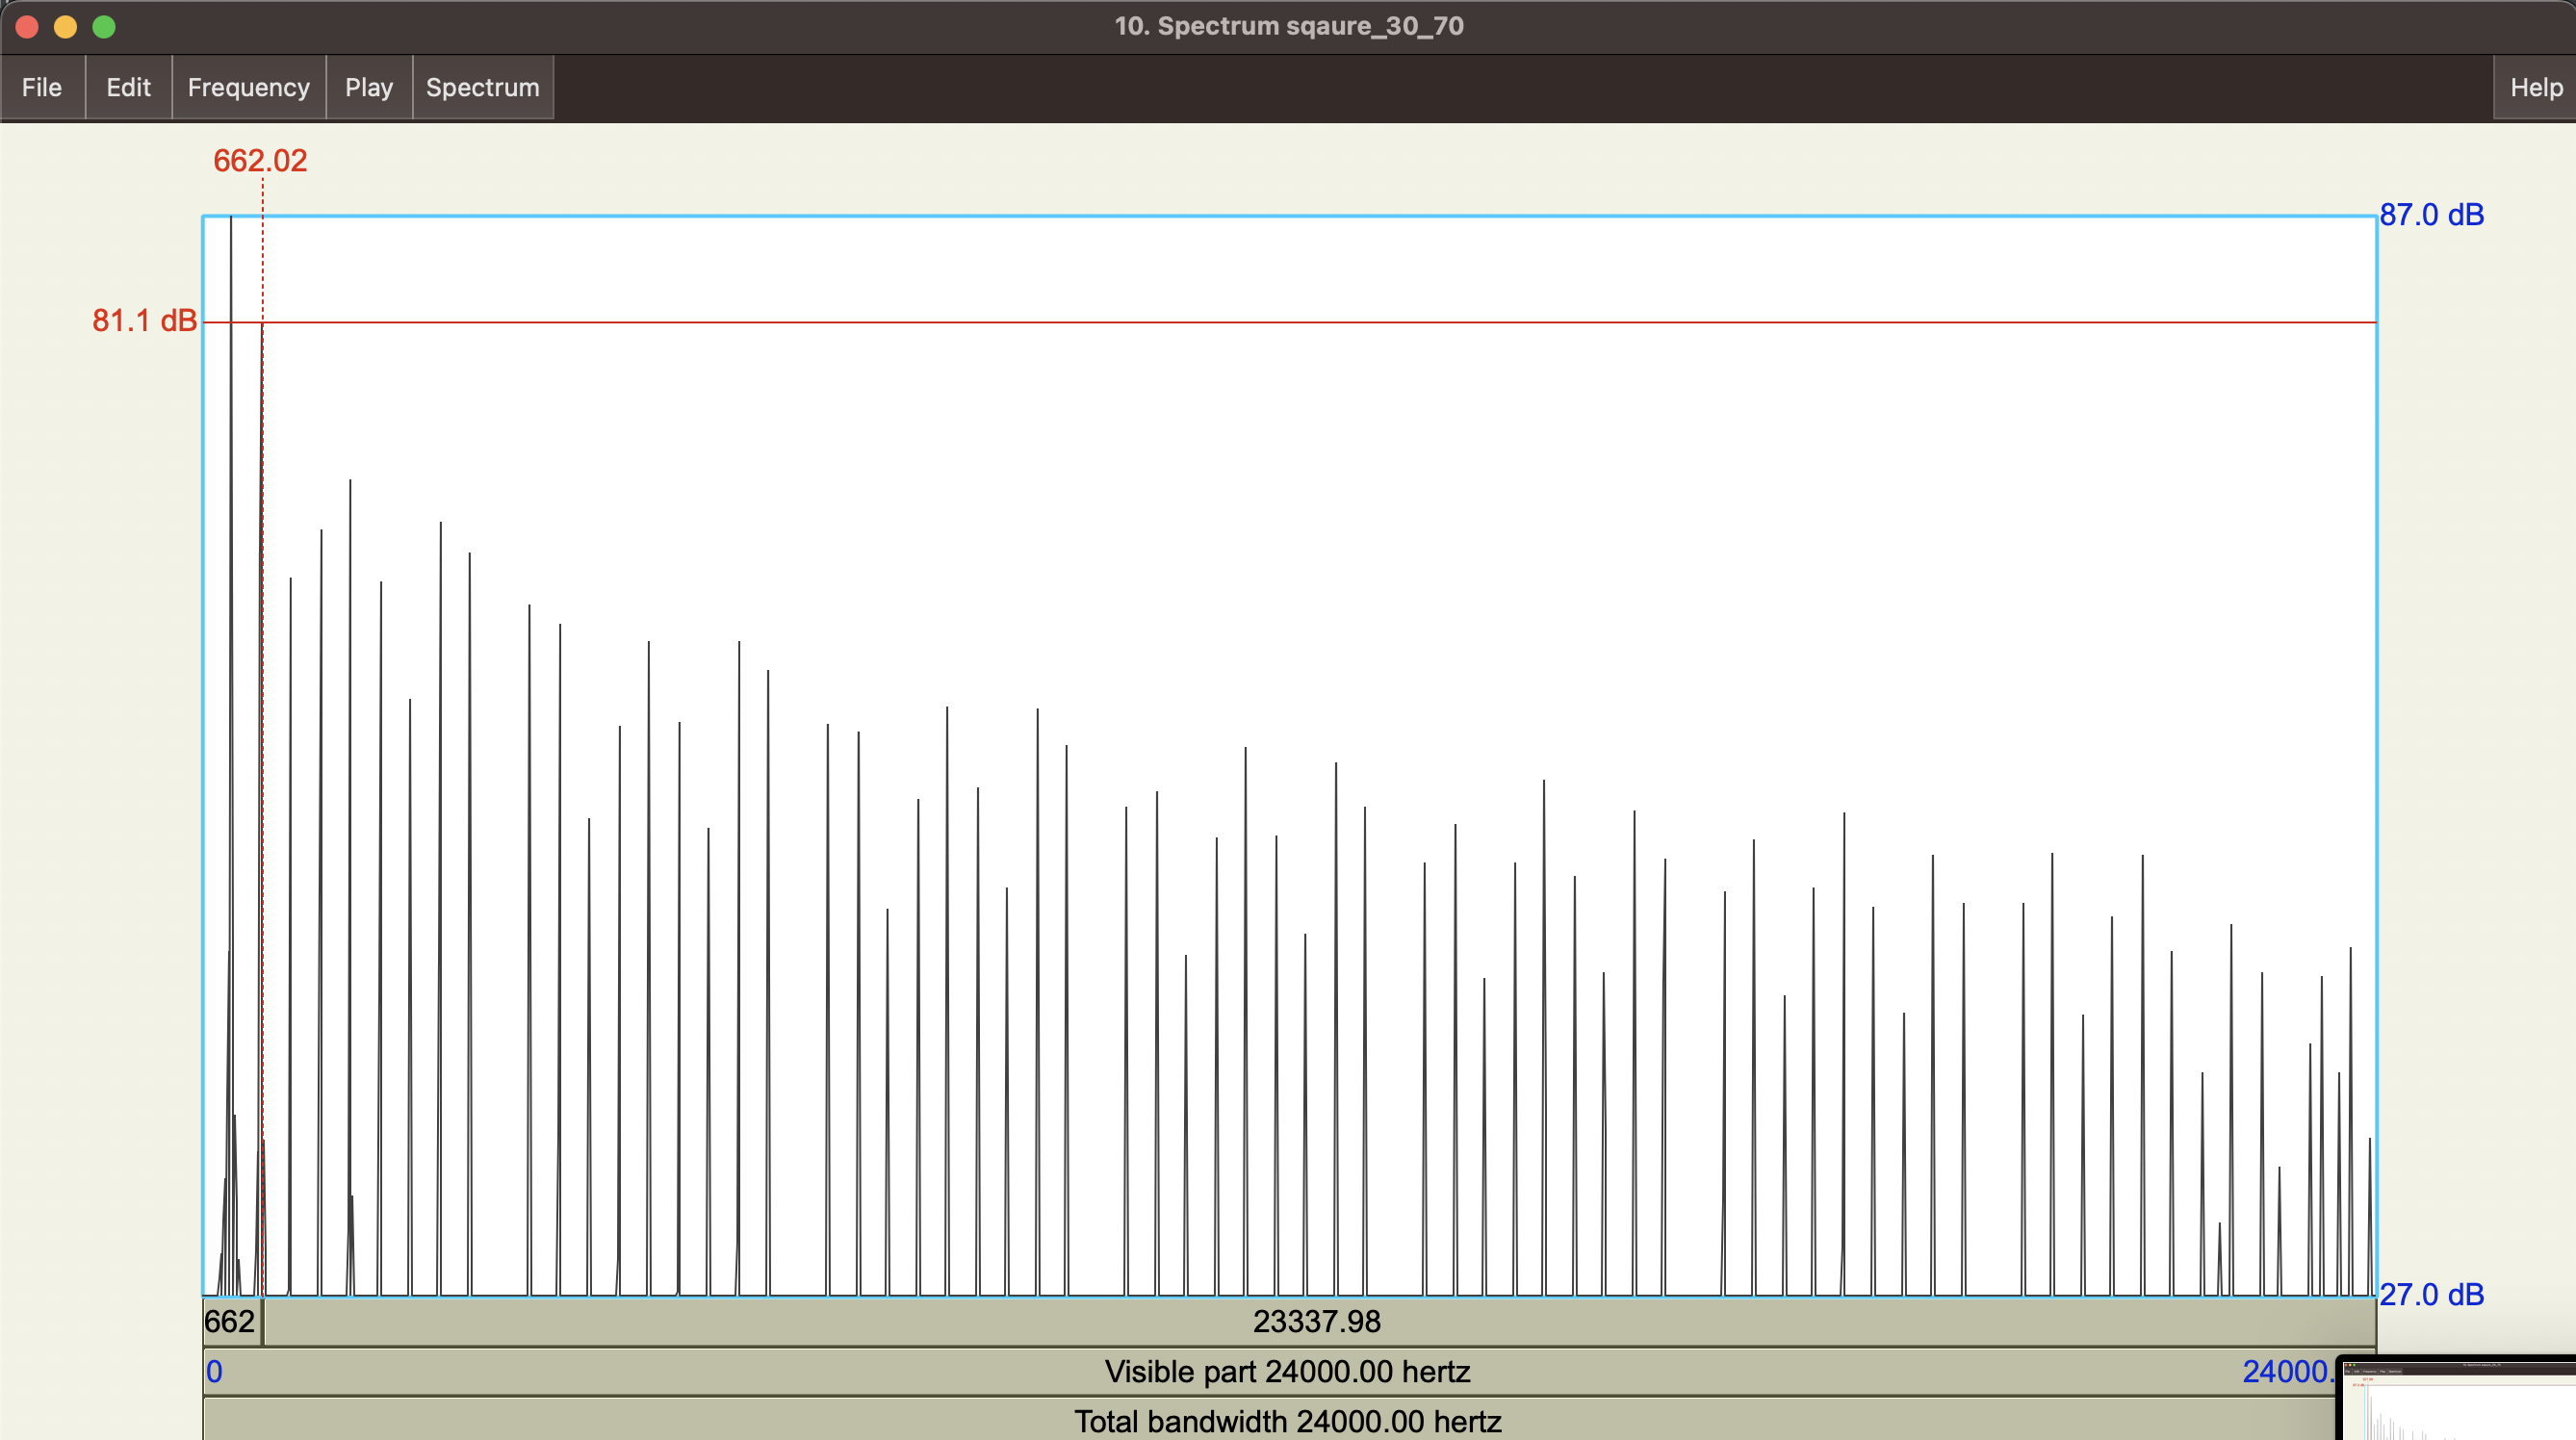 10. Spectrum sqaure_30_70
File Edit Frequency Play Spectrum Help
662.02
87.0 dB
81.1 dB
27.0 dB
662 23337.98
0 Visible part 24000.00 hertz 24000.
Total bandwidth 24000.00 hertz